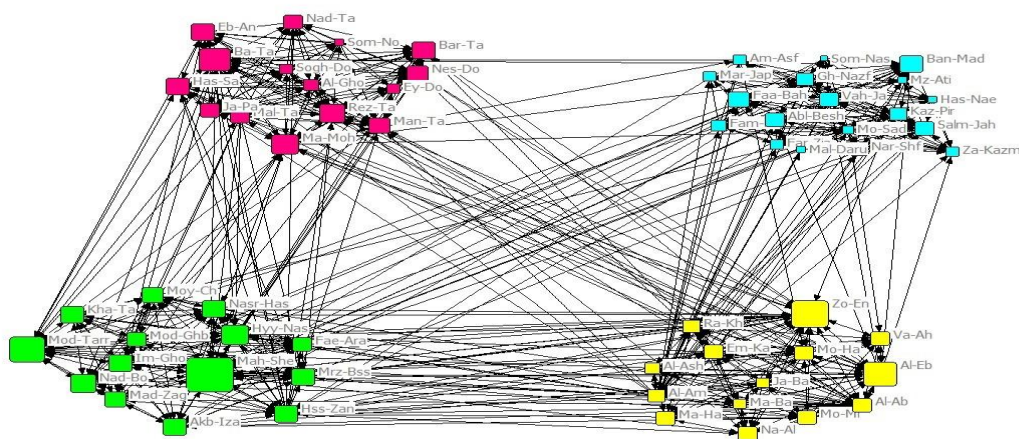 Nad-Ta
Eb-An
Som-No
Bar-Ta
Ba-Ta
Sogh-Do
Nes-Do
Has-Sa
Al-Gho
Ey-Do
Ja-Pa
Mal-Ta
Rez-Ta
Man-Ta
Ma-Moh
Am-Asf
Som-Nas
Ban-Mad
Mar-Jap
Gh-Nazf
Mz-Ati
Faa-Bah
Vah-Ja
Has-Nae
Kaz-Pir
Abl-Besh
Mo-Sad
Salm-Jah
Mal-Daru
Nar-Shf
Za-Kazm
Moy-Ch
Kha-Ta
Nasr-Has
Mod-Tarr
Mod-Ghb
Hyy-Nas
Fae-Ara
Im-Gho
Mah-She
Mrz-Bss
Nad-Bo
Mad-Zag
Hss-Zan
Akb-Iza
Zo-En
Ra-Kh
Va-Ah
Em-Ka
Mo-Ha
Al-Ash
Al-Eb
Ja-Ba
Al-Am
Ma-Ba
Al-Ab
Ma-Ha
Mo-Mi
Na-Al